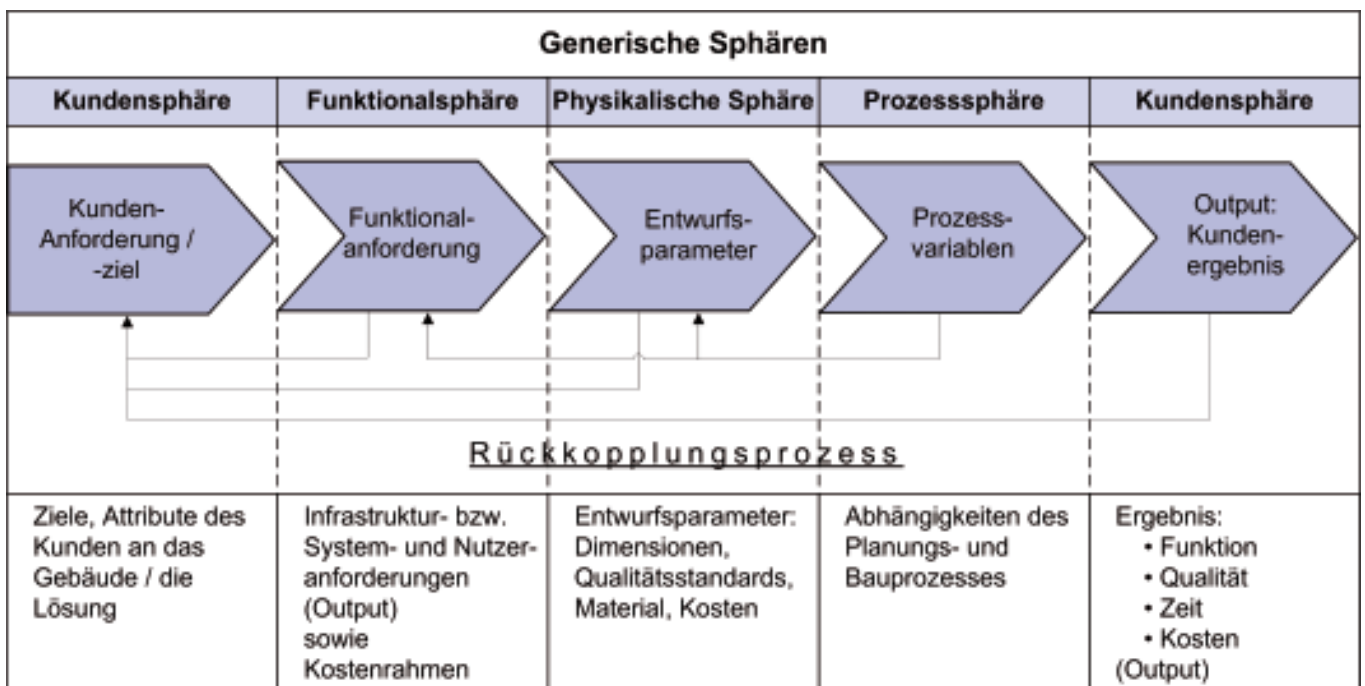 Generische Sphären
Kundensphäre
Funktionalsphäre
Physikalische Sphäre
Prozesssphäre
Kundensphäre
Kunden-
Anforderung /
-ziel
Funktional-
anforderung
Entwurfs-
parameter
Prozess-
variablen
Output:
Kunden-
ergebnis
Rückkopplungsprozess
Ziele, Attribute des
Kunden an das
Gebäude / die
Lösung
Infrastruktur- bzw.
System- und Nutzer-
anforderungen
(Output)
sowie
Kostenrahmen
Entwurfsparameter:
Dimensionen,
Qualitätsstandards,
Material, Kosten
Abhängigkeiten des
Planungs- und
Bauprozesses
Ergebnis:
• Funktion
• Qualität
• Zeit
• Kosten
(Output)